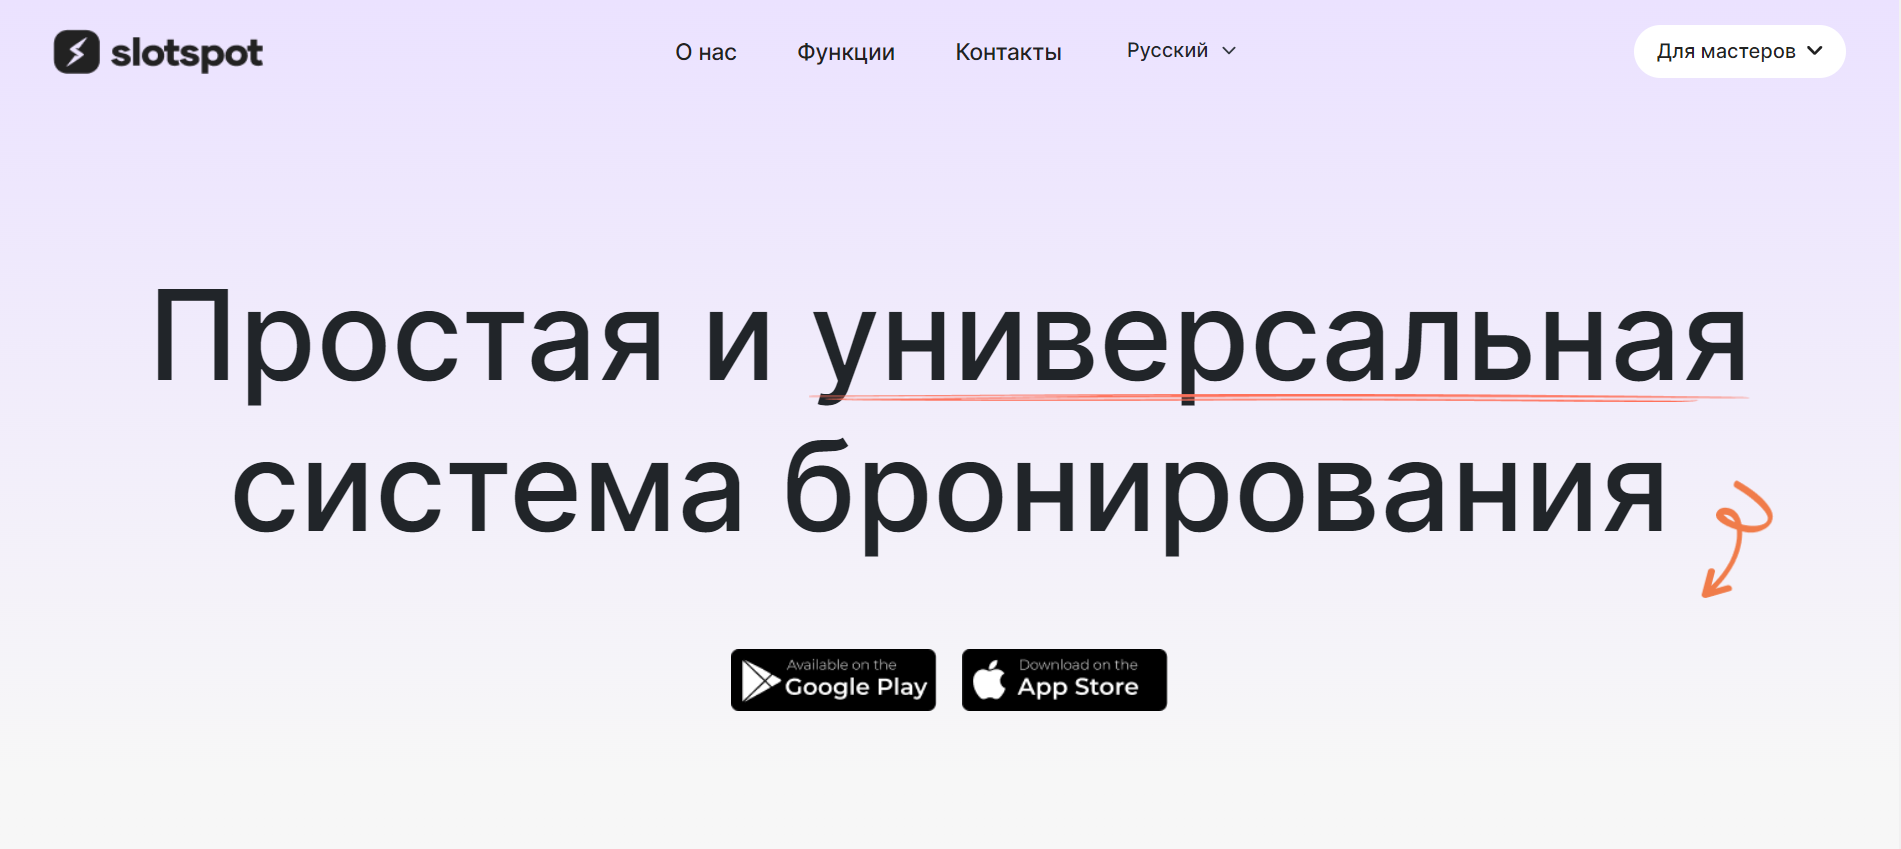 slotspot
О нас
Функции
Контакты
Русский
Для мастеров
Простая и универсальная
система бронирования
Available on the
Google Play
Download on the
App Store